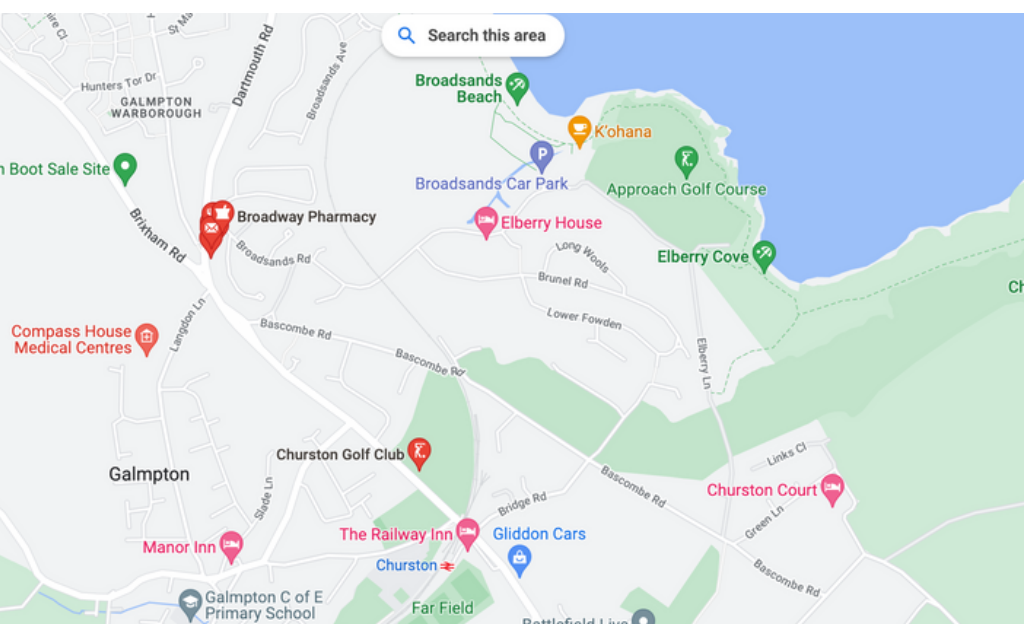 Search this area
Hunters Tor Dr
Dartmouth Rd
Broadsands Ave
GALMPTON
WARBOROUGH
Broadsands
Beach
K'ohana
Boot Sale Site
Broadsands Car Park
Approach Golf Course
Brixham Rd
Broadway Pharmacy
Elberry House
Broadsands Rd
Long Wools
Elberry Cove
Brunel Rd
Langdon Ln
Compass House
Medical Centres
Bascombe Rd
Lower Fowden
Bascombe Rd
Elberry Ln
Churston Golf Club
Galmpton
Links Cl
Slade Ln
Bascombe Rd
Churston Court
Bridge Rd
Green Ln
The Railway Inn
Gliddon Cars
Manor Inn
Churston
Bascombe Rd
Galmpton C of E
Primary School
Far Field
Battlefield Live